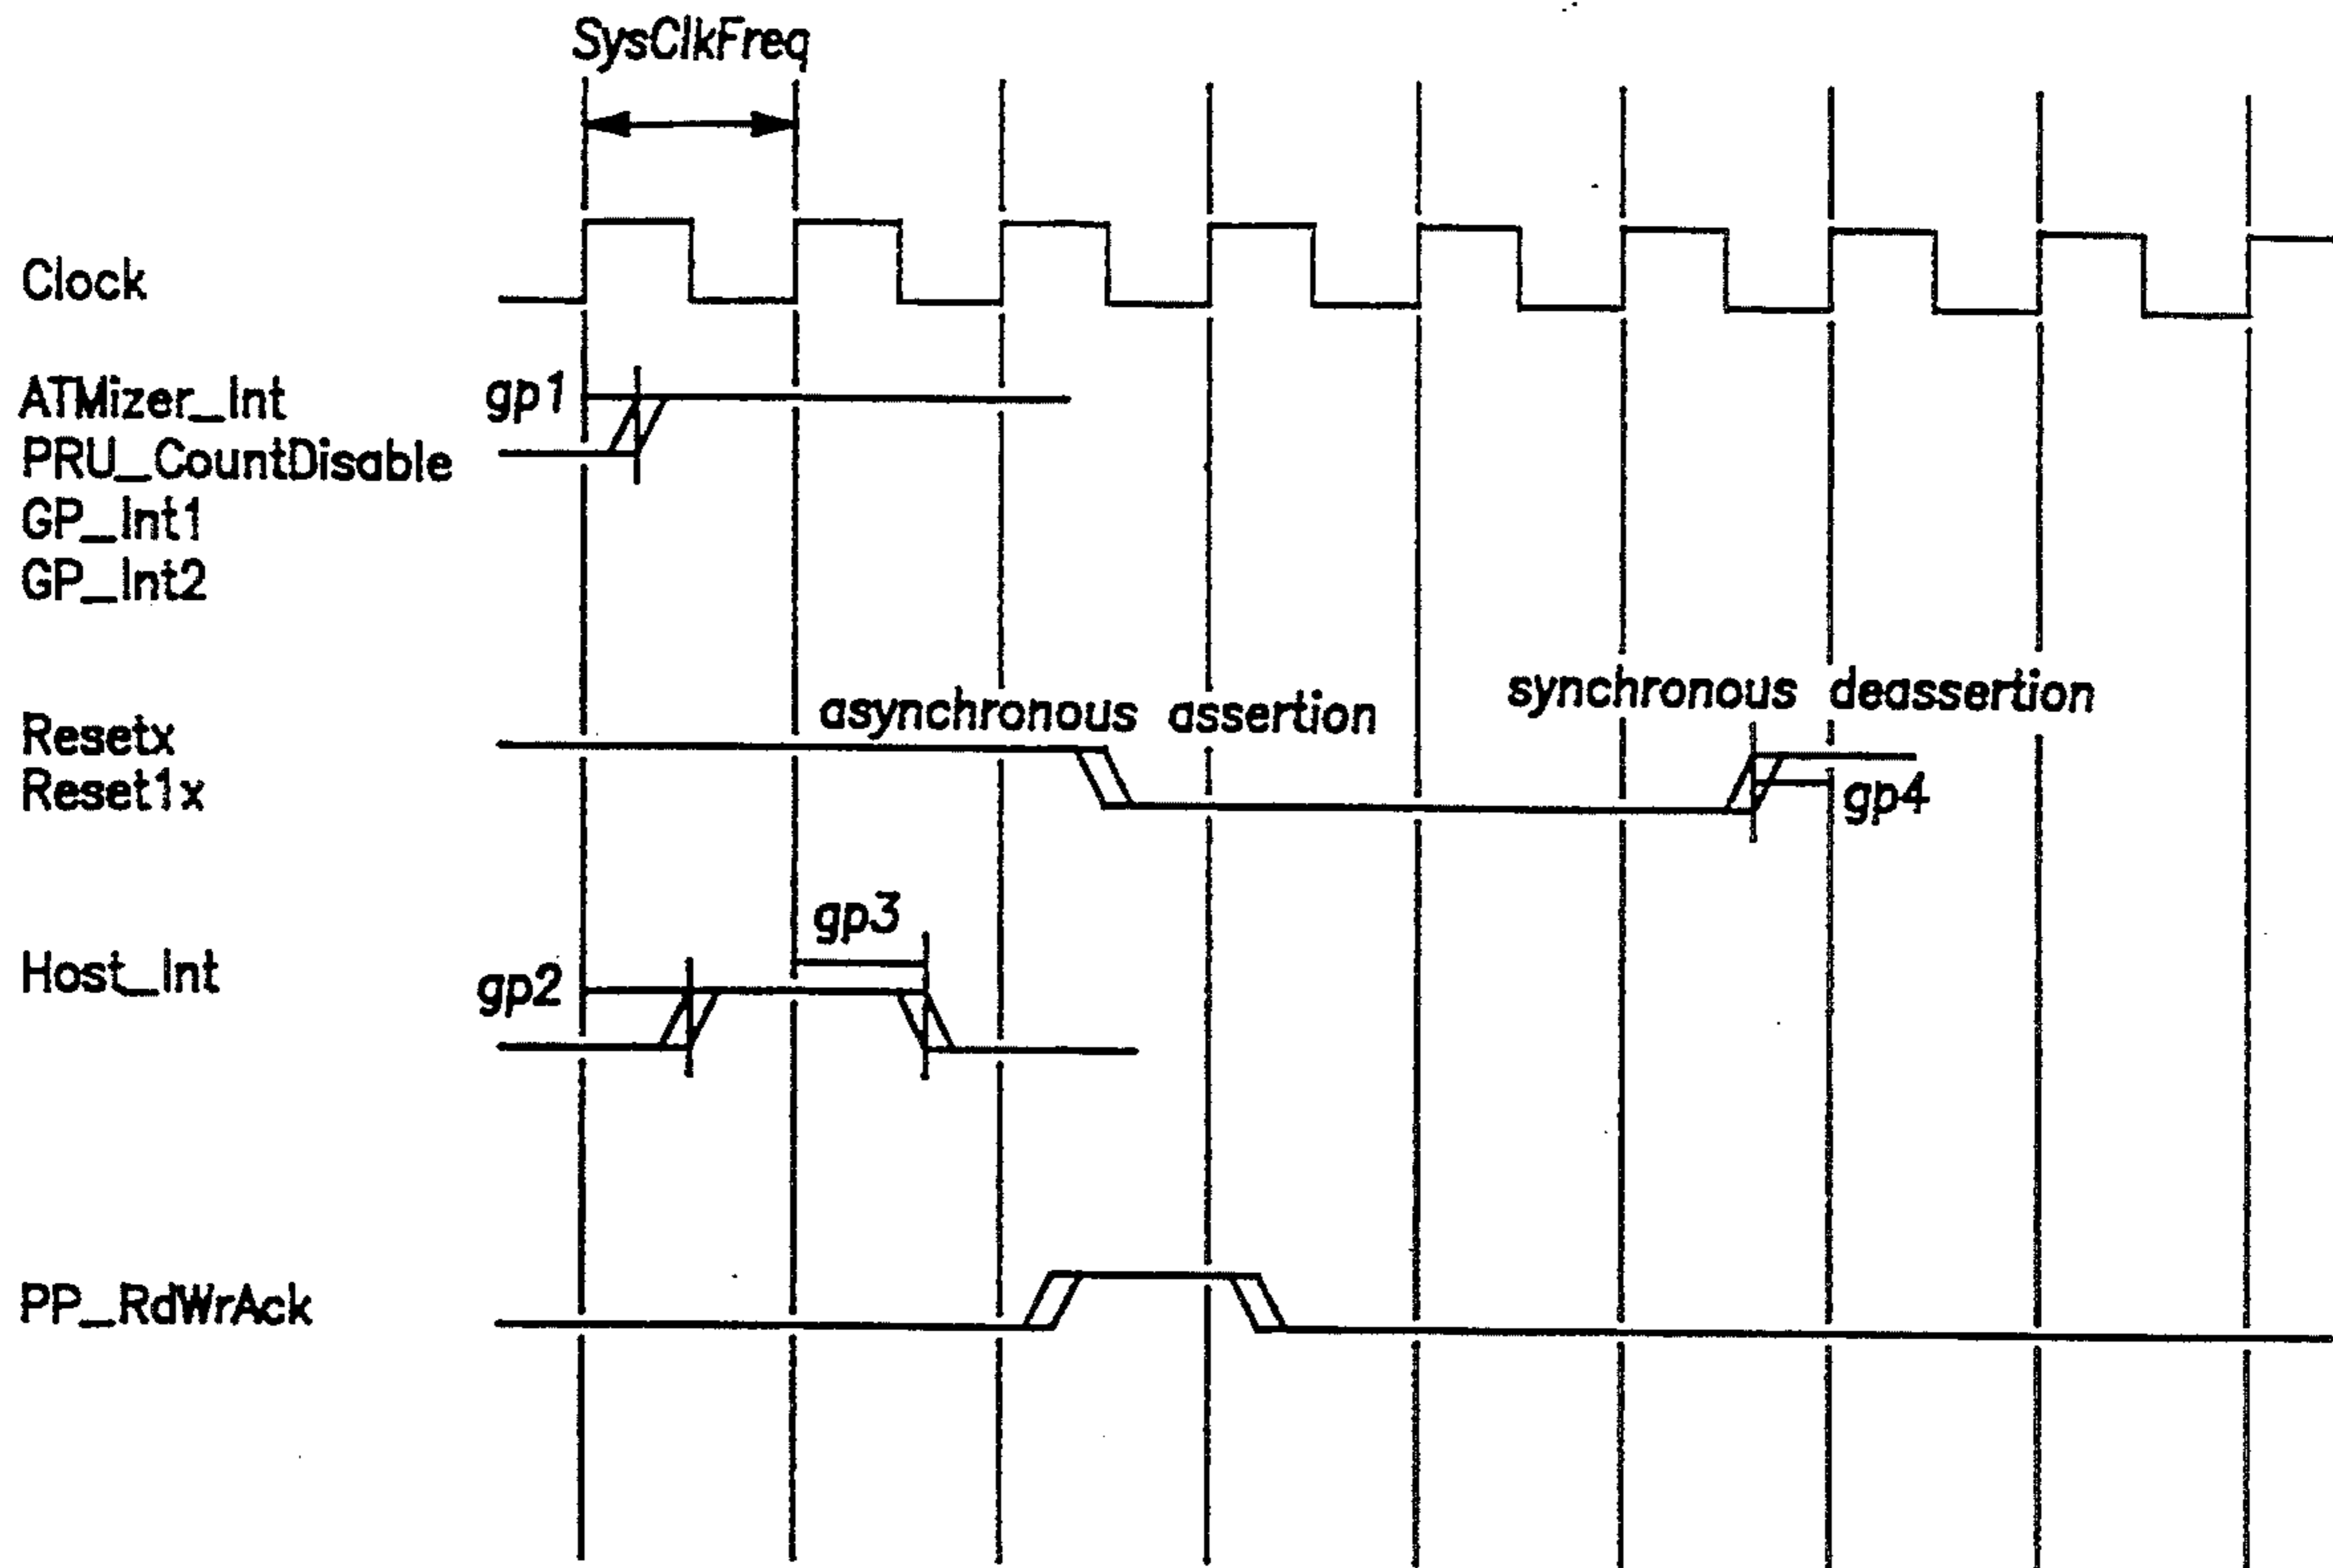 SysClkFreq
Clock
ATMizer_Int
gp1
PRU_CountDisable
GP_Int1
GP_Int2
asynchronous assertion
synchronous deassertion
Resetx
Reset1x
gp4
gp3
Host_Int
gp2
PP_RdWrAck